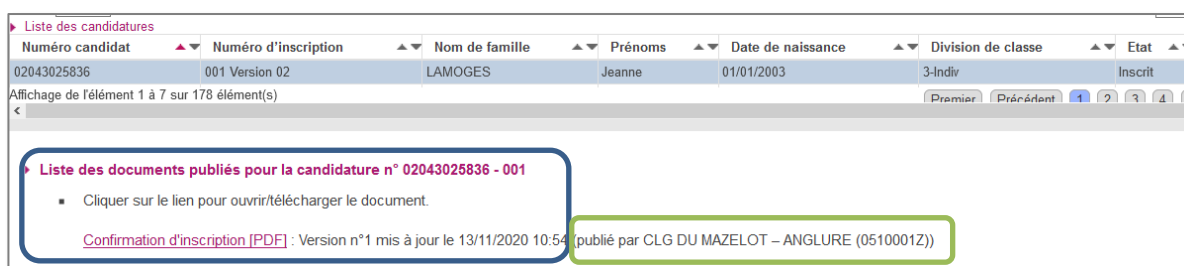 Liste des candidatures
Numéro candidat Numéro d'inscription Nom de famille Prénoms Date de naissance Division de classe Etat
02043025836 001 Version 02 LAMOGES Jeanne 01/01/2003 3-Indiv Inscrit
Affichage de l'élément 1 à 7 sur 178 élément(s) Premier Précédent 1 2 3 4
Liste des documents publiés pour la candidature n° 02043025836 - 001
Cliquer sur le lien pour ouvrir/télécharger le document.
Confirmation d'inscription [PDF] : Version n°1 mis à jour le 13/11/2020 10:54 (publié par CLG DU MAZELOT – ANGLURE (0510001Z))